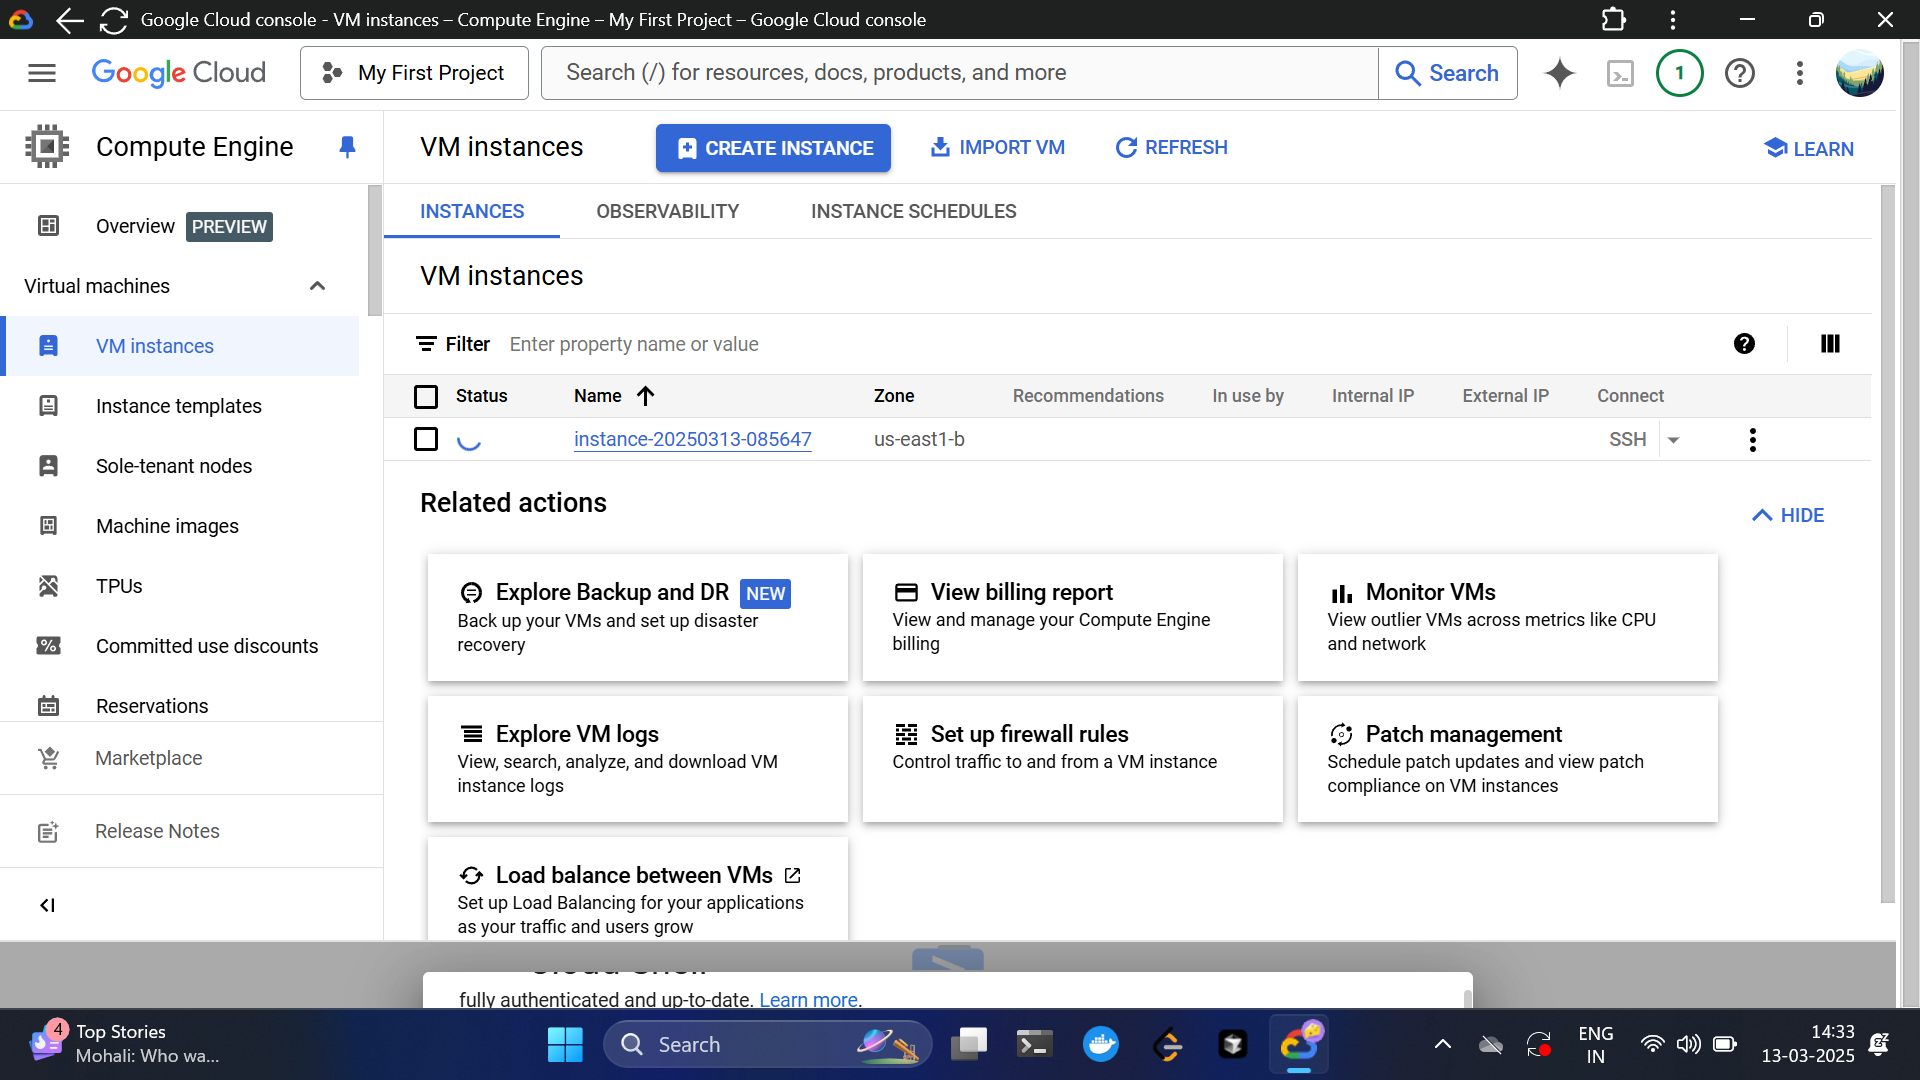 Google Cloud console - VM instances – Compute Engine – My First Project – Google Cloud console
Google Cloud
My First Project
Search (/) for resources, docs, products, and more
Search
1
Compute Engine
VM instances
CREATE INSTANCE
IMPORT VM
REFRESH
LEARN
Overview PREVIEW
Virtual machines
VM instances
Instance templates
Sole-tenant nodes
Machine images
TPUs
Committed use discounts
Reservations
Marketplace
Release Notes
INSTANCES
OBSERVABILITY
INSTANCE SCHEDULES
VM instances
Filter Enter property name or value
Status Name Zone Recommendations In use by Internal IP External IP Connect
instance-20250313-085647 us-east1-b SSH
Related actions
HIDE
Explore Backup and DR NEW
Back up your VMs and set up disaster
recovery
View billing report
View and manage your Compute Engine
billing
Monitor VMs
View outlier VMs across metrics like CPU
and network
Explore VM logs
View, search, analyze, and download VM
instance logs
Set up firewall rules
Control traffic to and from a VM instance
Patch management
Schedule patch updates and view patch
compliance on VM instances
Load balance between VMs
Set up Load Balancing for your applications
as your traffic and users grow
fully authenticated and up-to-date. Learn more.
4
Top Stories
Mohali: Who wa...
Search
ENG
IN
14:33
13-03-2025